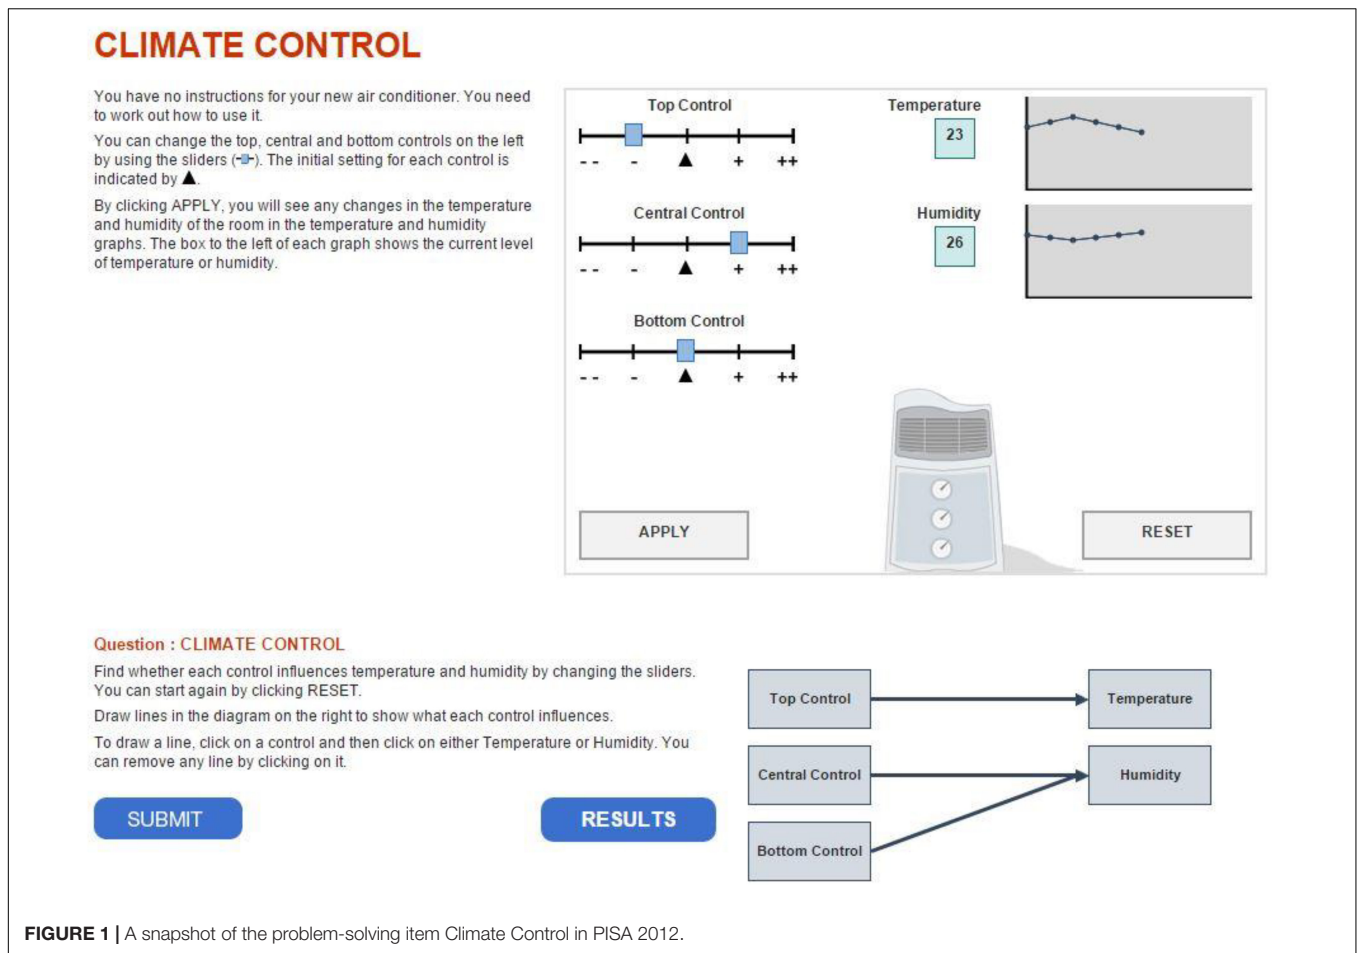 CLIMATE CONTROL
You have no instructions for your new air conditioner. You need
to work out how to use it.
You can change the top, central and bottom controls on the left
by using the sliders (). The initial setting for each control is
indicated by ▲.
By clicking APPLY, you will see any changes in the temperature
and humidity of the room in the temperature and humidity
graphs. The box to the left of each graph shows the current level
of temperature or humidity.
Top Control
-- - ▲ + ++
Central Control
-- - ▲ + ++
Bottom Control
-- - ▲ + ++
Temperature
23
Humidity
26
APPLY
RESET
Question : CLIMATE CONTROL
Find whether each control influences temperature and humidity by changing the sliders.
You can start again by clicking RESET.
Draw lines in the diagram on the right to show what each control influences.
To draw a line, click on a control and then click on either Temperature or Humidity. You
can remove any line by clicking on it.
SUBMIT
RESULTS
Top Control
Temperature
Central Control
Humidity
Bottom Control
FIGURE 1 | A snapshot of the problem-solving item Climate Control in PISA 2012.